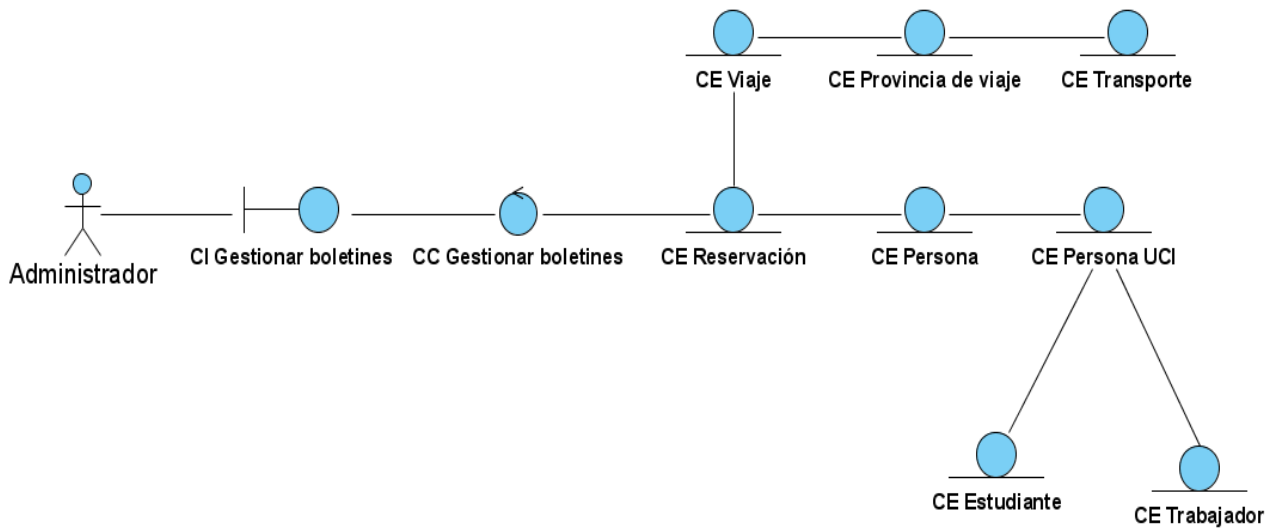 CE Viaje
CE Provincia de viaje
CE Transporte
Administrador
CI Gestionar boletines
CC Gestionar boletines
CE Reservación
CE Persona
CE Persona UCI
CE Estudiante
CE Trabajador